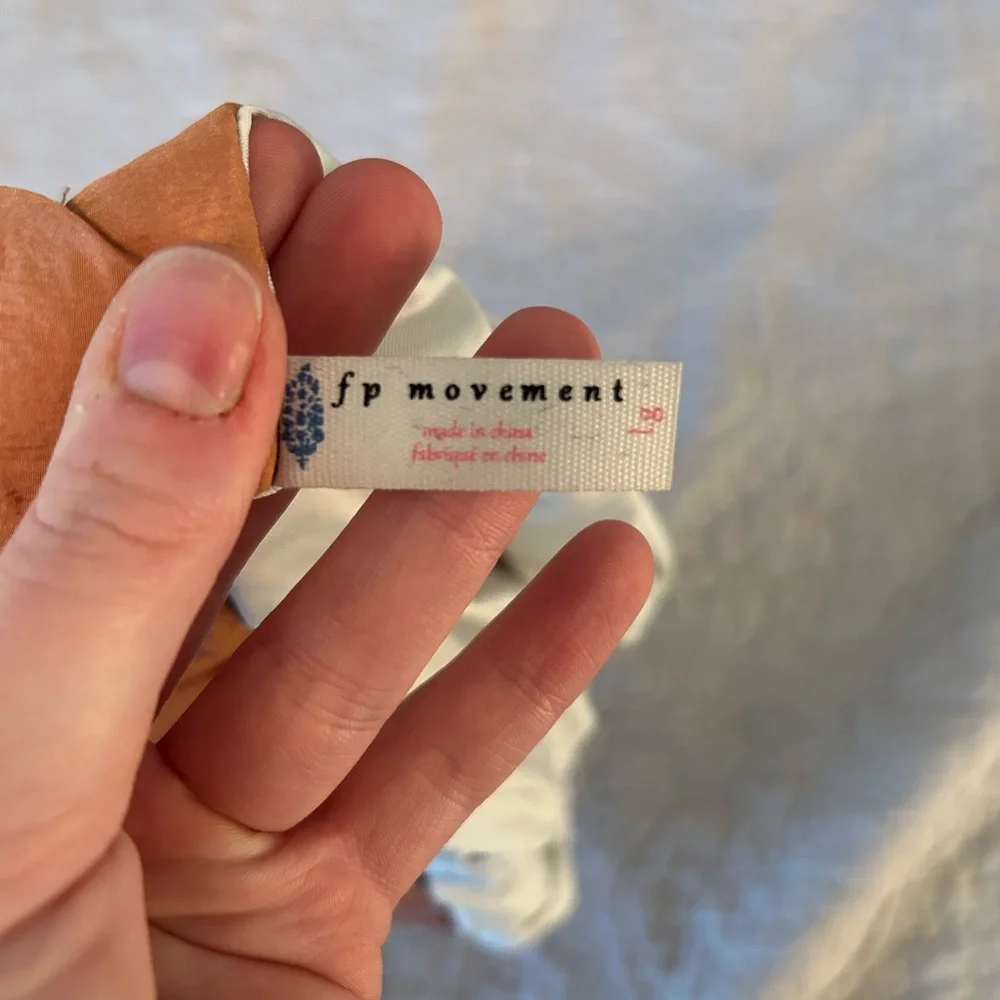 fp movement
made in china
fabriqué en chine